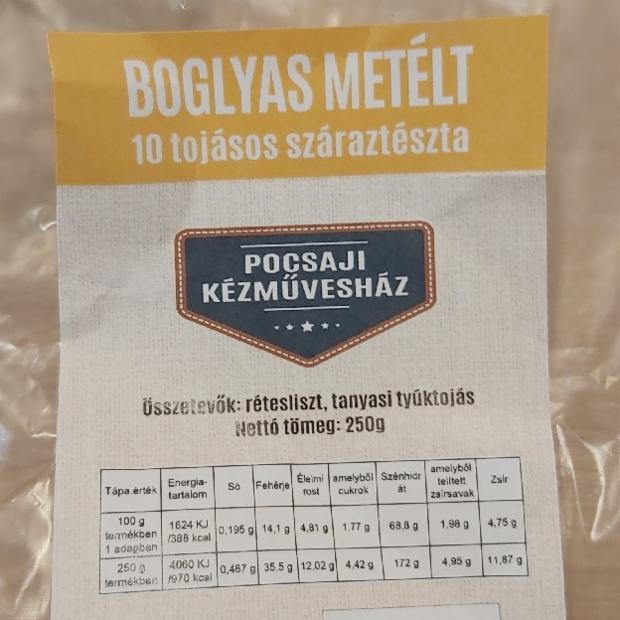 BOGLYAS METÉLT
10 tojásos száraztészta
POCSAJI
KÉZMŰVESHÁZ
Összetevők: rétesliszt, tanyasi tyúktojás
Nettó tömeg: 250g
Tápa.érték Energia-tartalom Só Fehérje Élelmi rost amelyből cukrok Szénhidrát amelyből telített zsírsavak Zsír
100 g termékben 1 adagban 1624 KJ /388 kcal 0,195 g 14,1 g 4,81 g 1.77 g 68,8 g 1,98 g 4,75 g
250 g termékben 4060 KJ /970 kcal 0,487 g 35.5 g 12,02 g 4,42 g 172 g 4,95 g 11,87 g